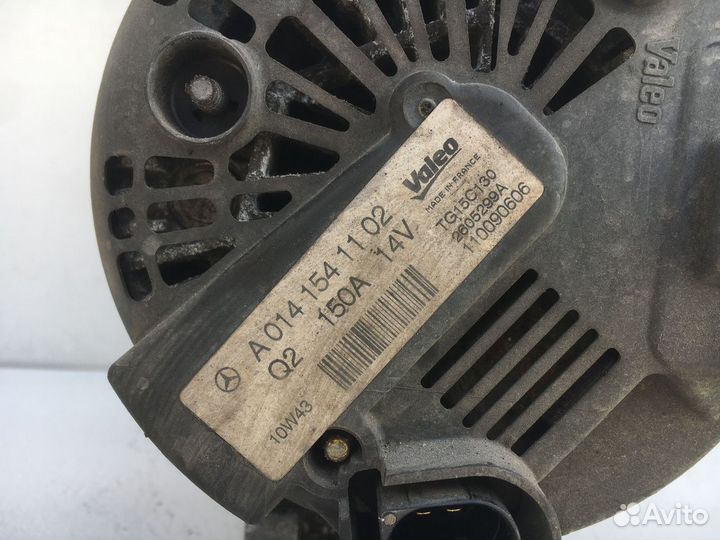 Valeo
Valeo
MADE IN FRANCE
TG15C130
2605299A
110090606
A 014 154 11 02
Q2 150A 14V
10W43
Avito